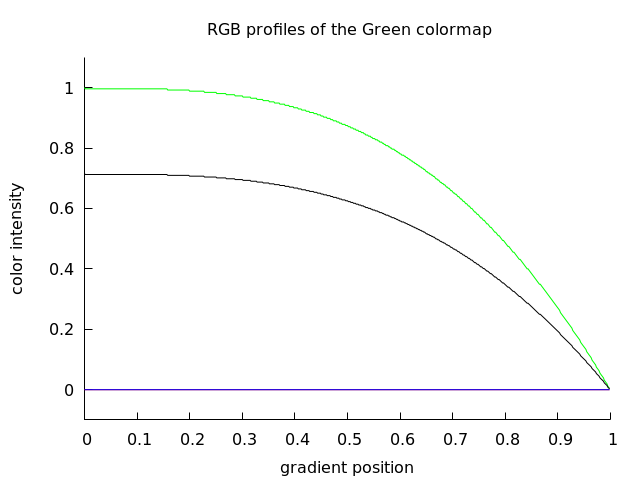 RGB profiles of the Green colormap
1
0.8
0.6
0.4
0.2
0
color intensity
0 0.1 0.2 0.3 0.4 0.5 0.6 0.7 0.8 0.9 1
gradient position